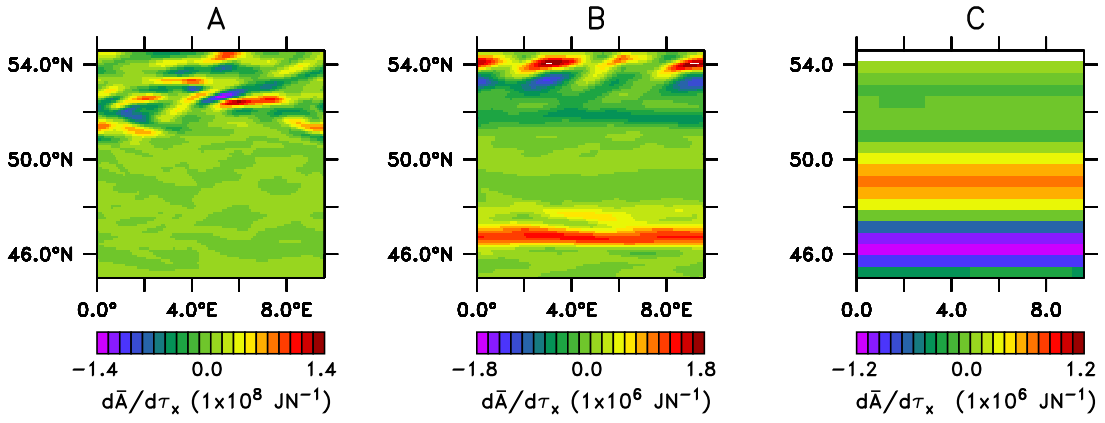 A B C
54.0°N 54.0°N 54.0
50.0°N 50.0°N 50.0
46.0°N 46.0°N 46.0
0.0° 4.0°E 8.0°E 0.0° 4.0°E 8.0°E 0.0 4.0 8.0
−1.4 0.0 1.4 −1.8 0.0 1.8 −1.2 0.0 1.2
dĀ/dτₓ (1x10⁸ JN⁻¹) dĀ/dτₓ (1x10⁶ JN⁻¹) dĀ/dτₓ (1x10⁶ JN⁻¹)